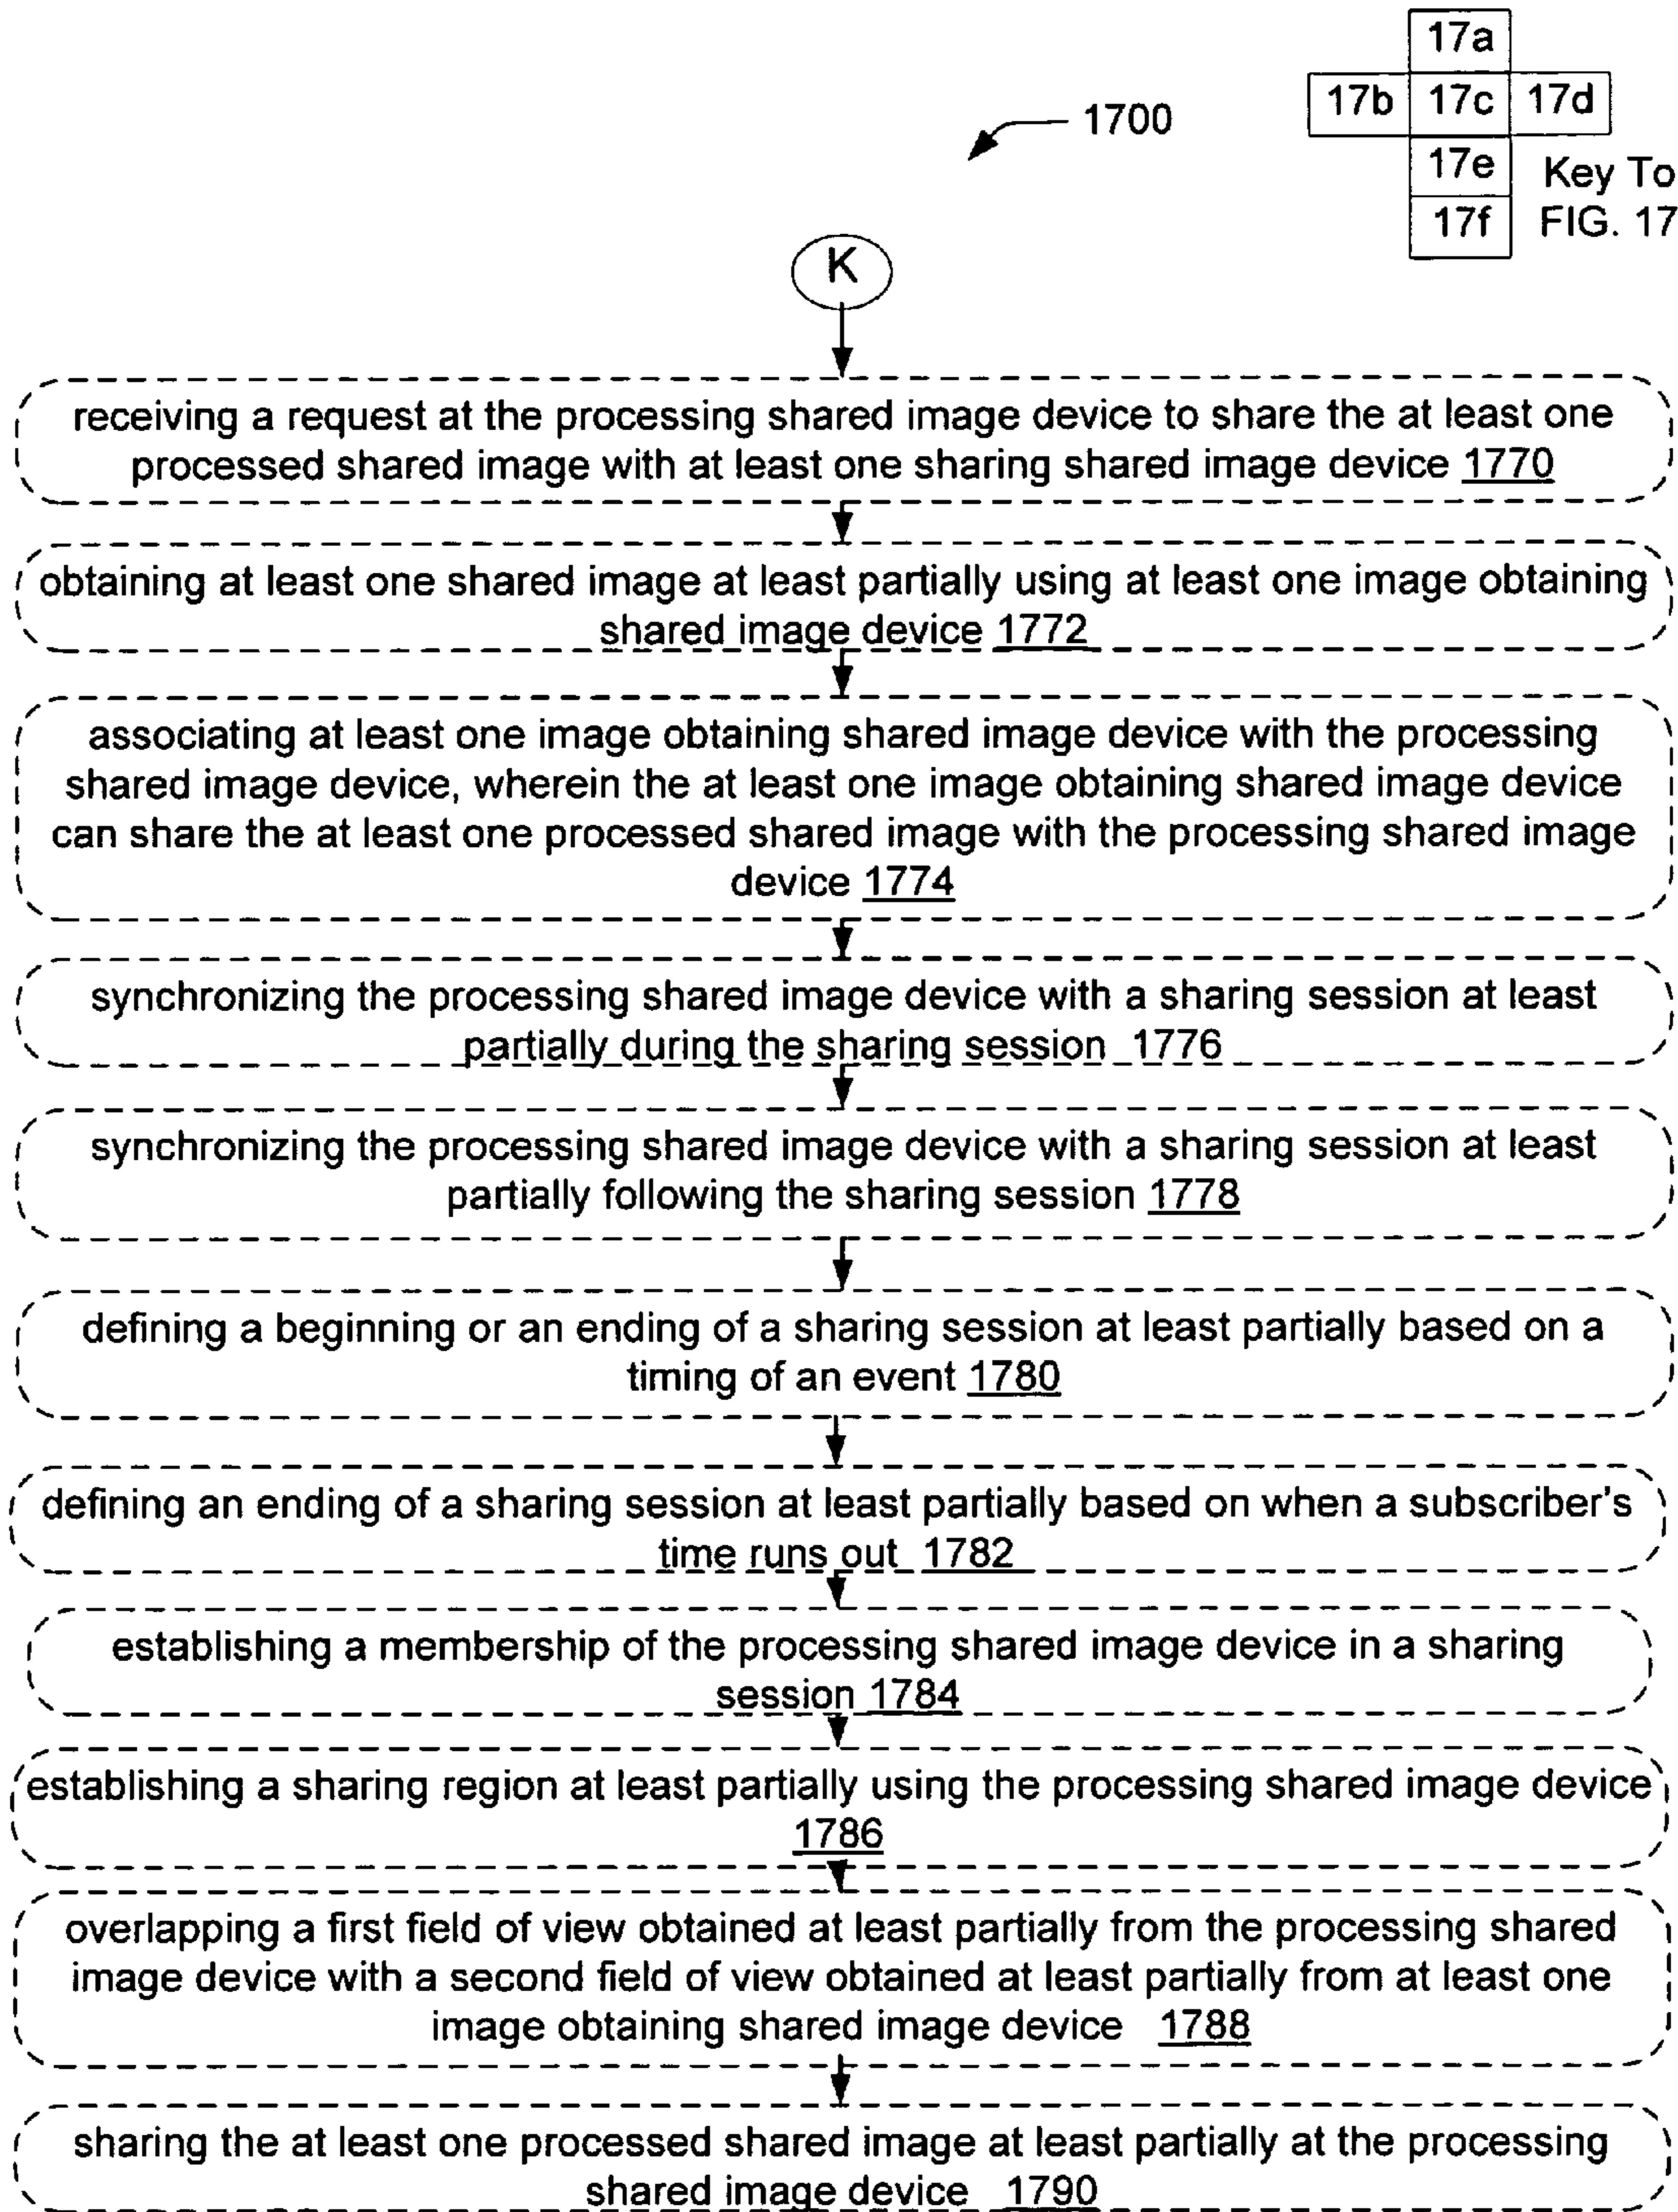 17a
17b 17c 17d
1700
17e
Key To
17f
FIG. 17
K
receiving a request at the processing shared image device to share the at least one
processed shared image with at least one sharing shared image device 1770
obtaining at least one shared image at least partially using at least one image obtaining
shared image device 1772
associating at least one image obtaining shared image device with the processing
shared image device, wherein the at least one image obtaining shared image device
can share the at least one processed shared image with the processing shared image
device 1774
synchronizing the processing shared image device with a sharing session at least
partially during the sharing session 1776
synchronizing the processing shared image device with a sharing session at least
partially following the sharing session 1778
defining a beginning or an ending of a sharing session at least partially based on a
timing of an event 1780
defining an ending of a sharing session at least partially based on when a subscriber's
time runs out 1782
establishing a membership of the processing shared image device in a sharing
session 1784
establishing a sharing region at least partially using the processing shared image device
1786
overlapping a first field of view obtained at least partially from the processing shared
image device with a second field of view obtained at least partially from at least one
image obtaining shared image device 1788
sharing the at least one processed shared image at least partially at the processing
shared image device 1790